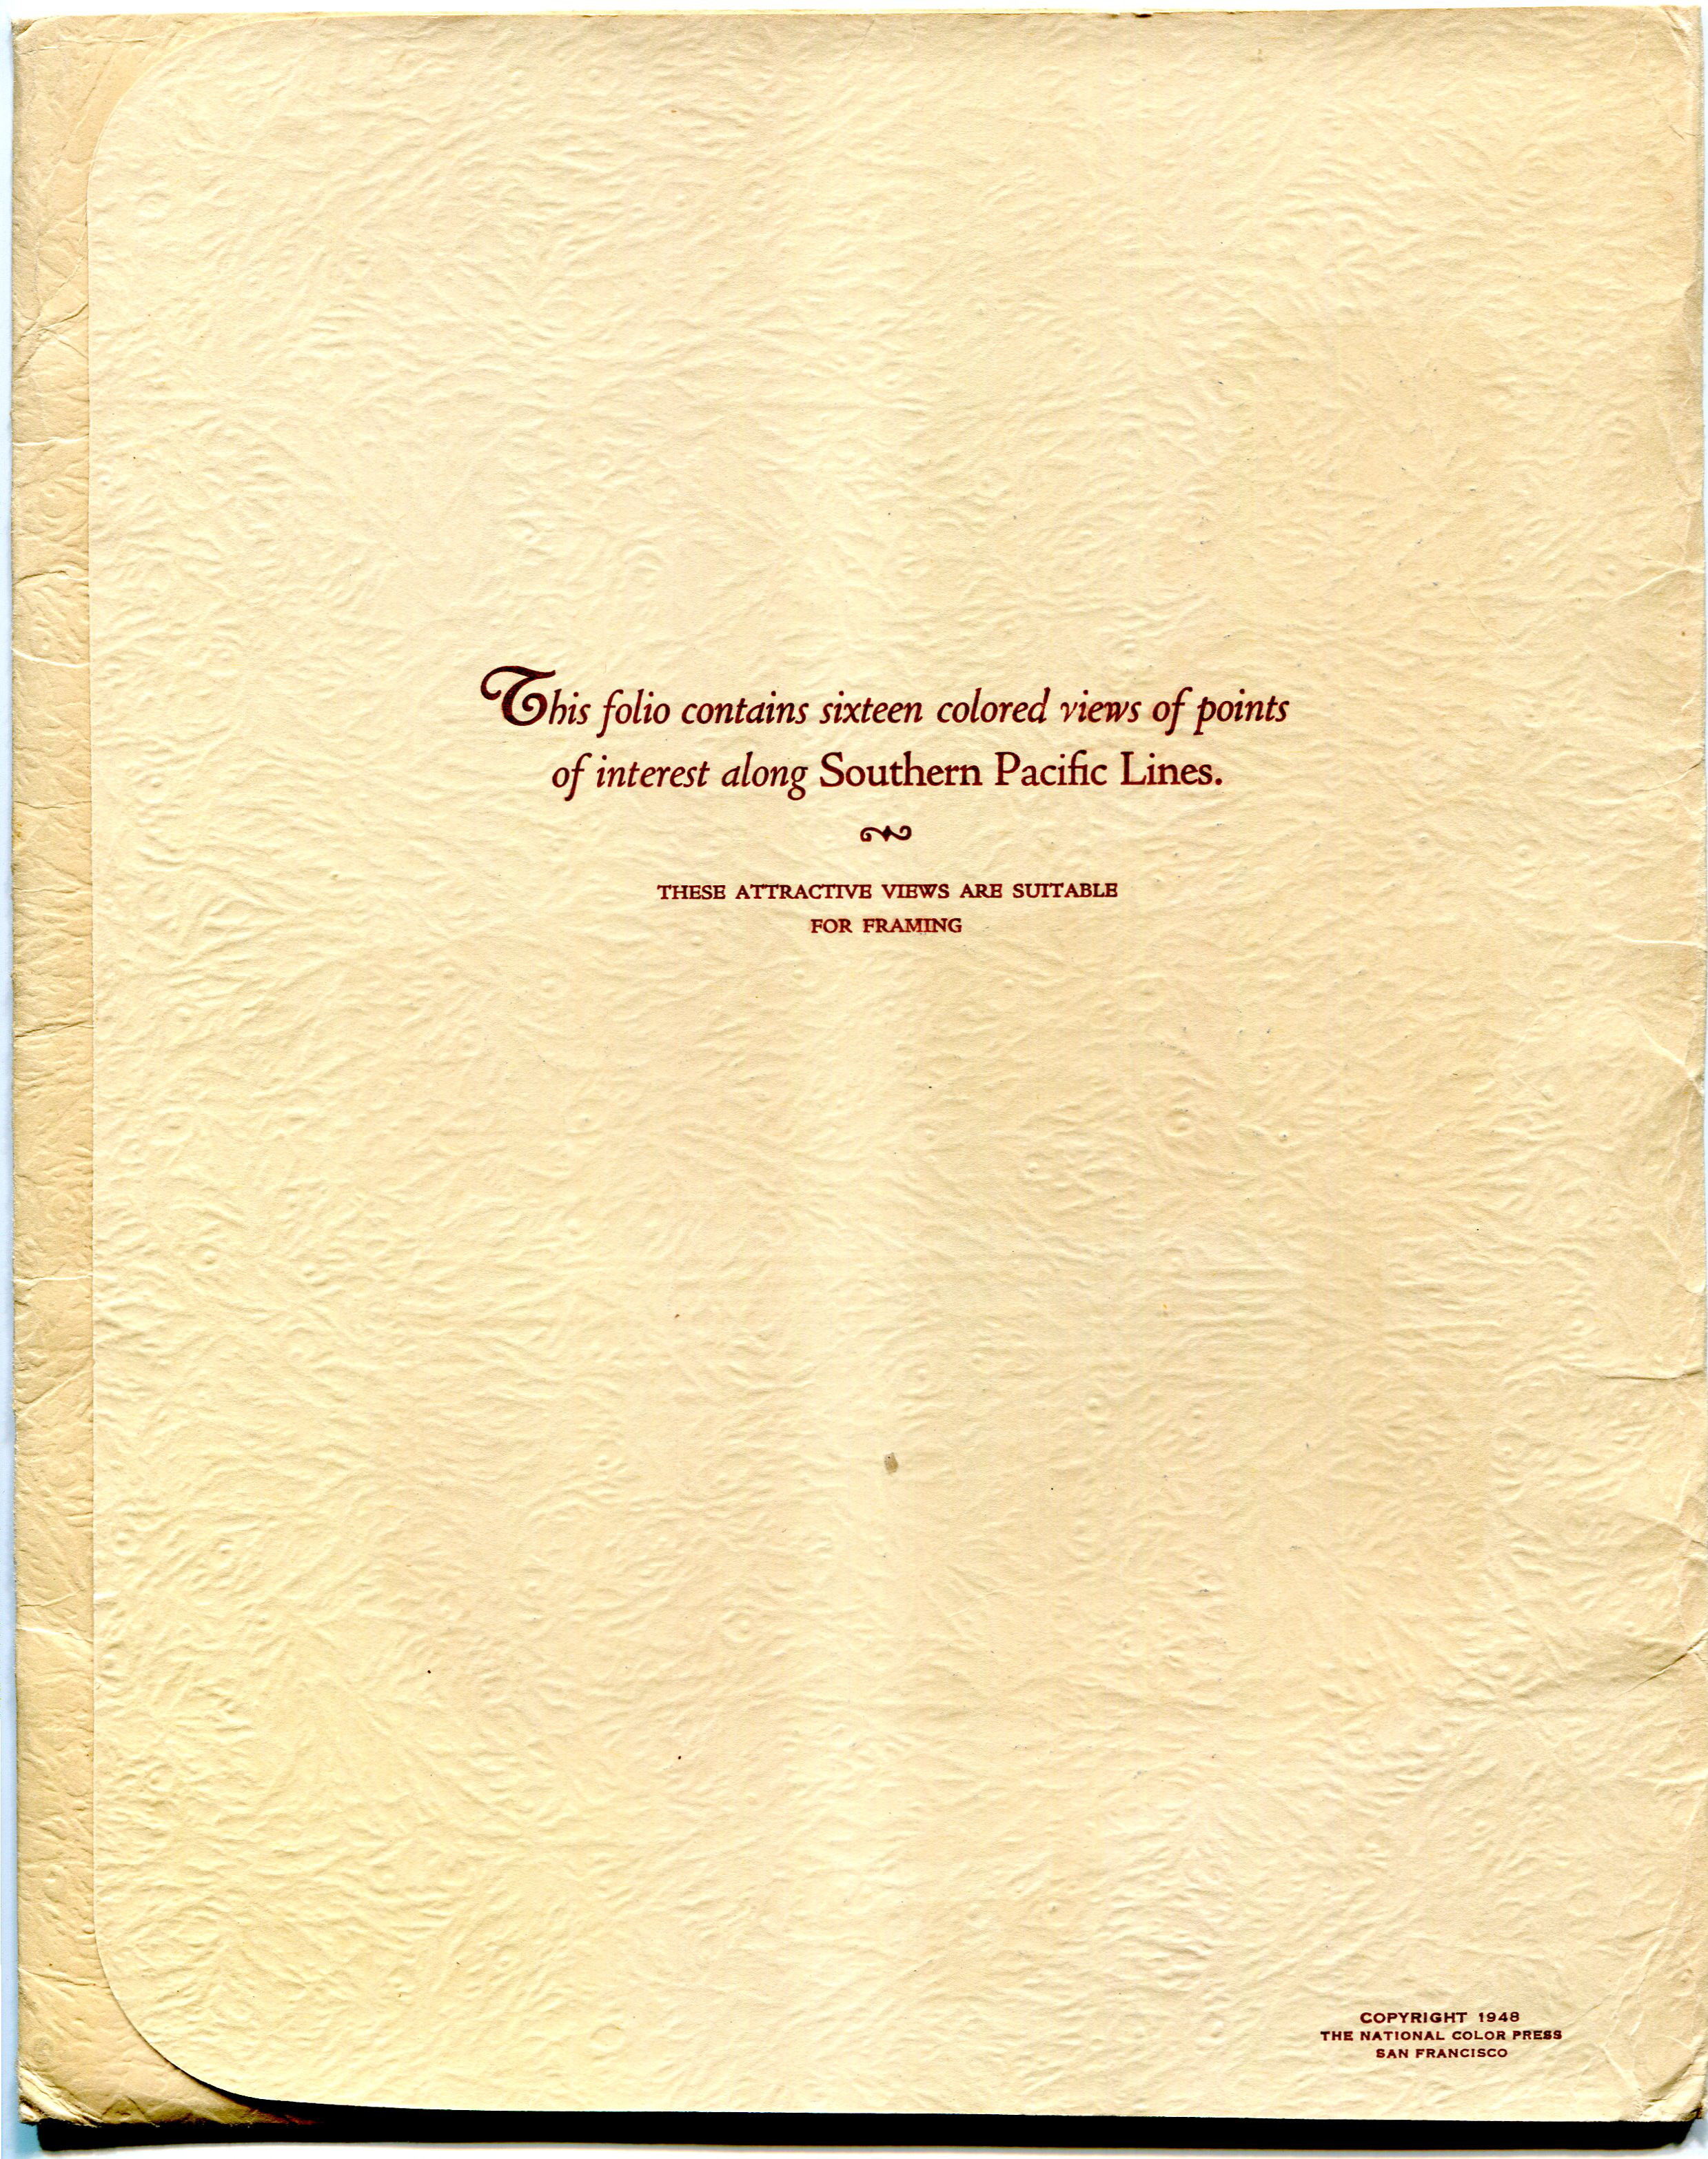 This folio contains sixteen colored views of points
of interest along Southern Pacific Lines.
THESE ATTRACTIVE VIEWS ARE SUITABLE
FOR FRAMING
COPYRIGHT 1948
THE NATIONAL COLOR PRESS
SAN FRANCISCO